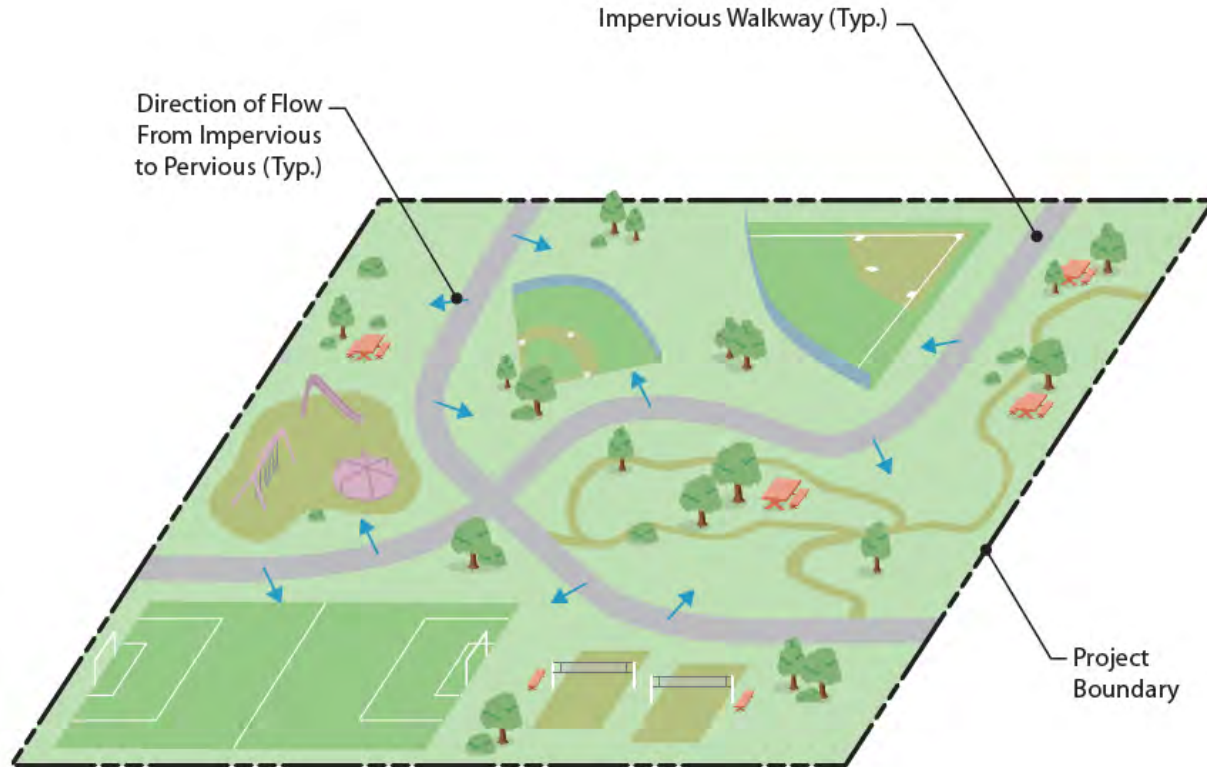 Impervious Walkway (Typ.)
Direction of Flow
From Impervious
to Pervious (Typ.)
Project
Boundary